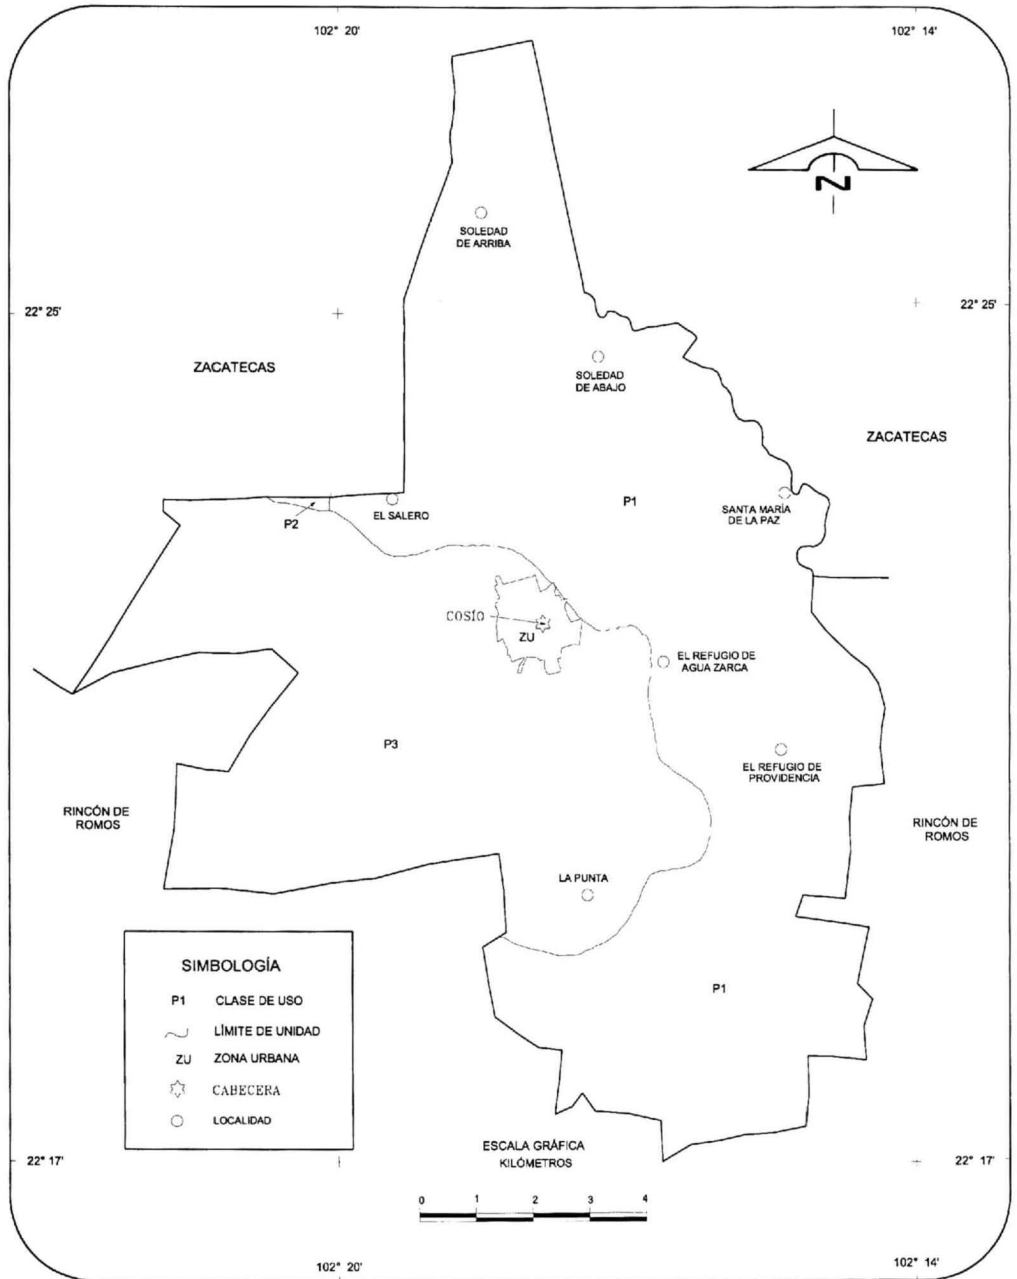 102° 20'
102° 14'
N
SOLEDAD
DE ARRIBA
22° 25'
22° 25'
ZACATECAS
SOLEDAD
DE ABAJO
ZACATECAS
P2
EL SALERO
P1
SANTA MARÍA
DE LA PAZ
COSÍO
ZU
EL REFUGIO DE
AGUA ZARCA
P3
EL REFUGIO DE
PROVIDENCIA
RINCÓN DE
ROMOS
RINCÓN DE
ROMOS
LA PUNTA
P1
SIMBOLOGÍA
P1 CLASE DE USO
LÍMITE DE UNIDAD
ZU ZONA URBANA
CABECERA
LOCALIDAD
ESCALA GRÁFICA
KILÓMETROS
0 1 2 3 4
22° 17'
22° 17'
102° 20'
102° 14'